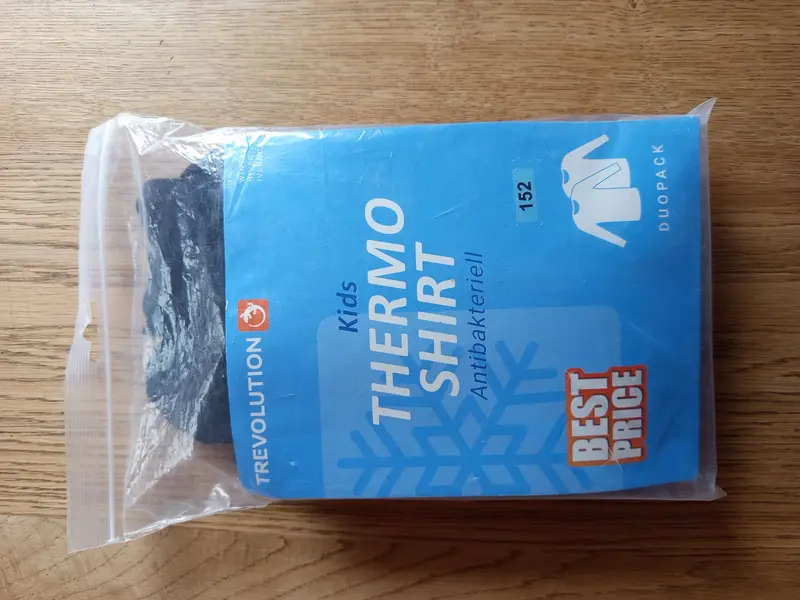 TREVOLUTION
Kids
THERMO
SHIRT
Antibakteriell
152
BEST
PRICE
DUOPACK